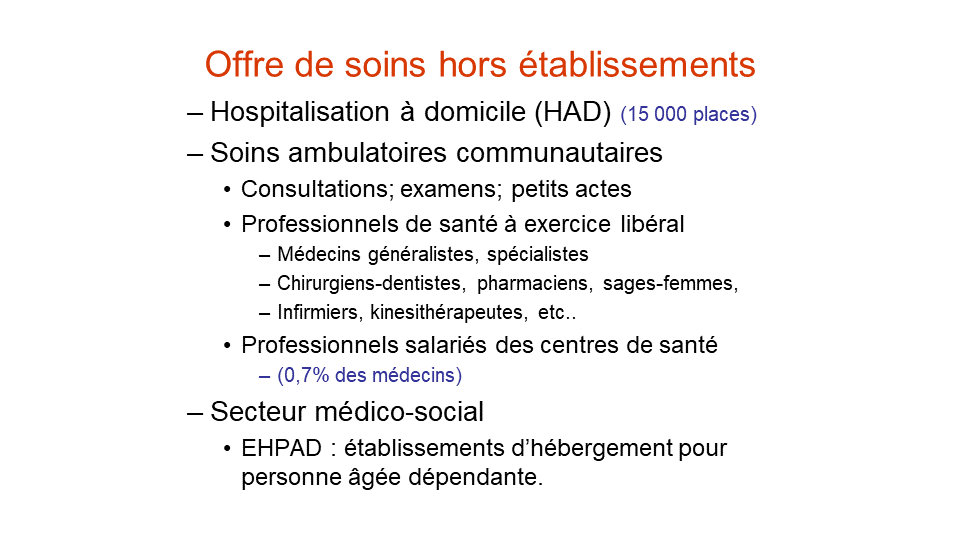 Offre de soins hors établissements
– Hospitalisation à domicile (HAD) (15 000 places)
– Soins ambulatoires communautaires
• Consultations; examens; petits actes
• Professionnels de santé à exercice libéral
– Médecins généralistes, spécialistes
– Chirurgiens-dentistes, pharmaciens, sages-femmes,
– Infirmiers, kinesithérapeutes, etc..
• Professionnels salariés des centres de santé
– (0,7% des médecins)
– Secteur médico-social
• EHPAD : établissements d’hébergement pour
personne âgée dépendante.